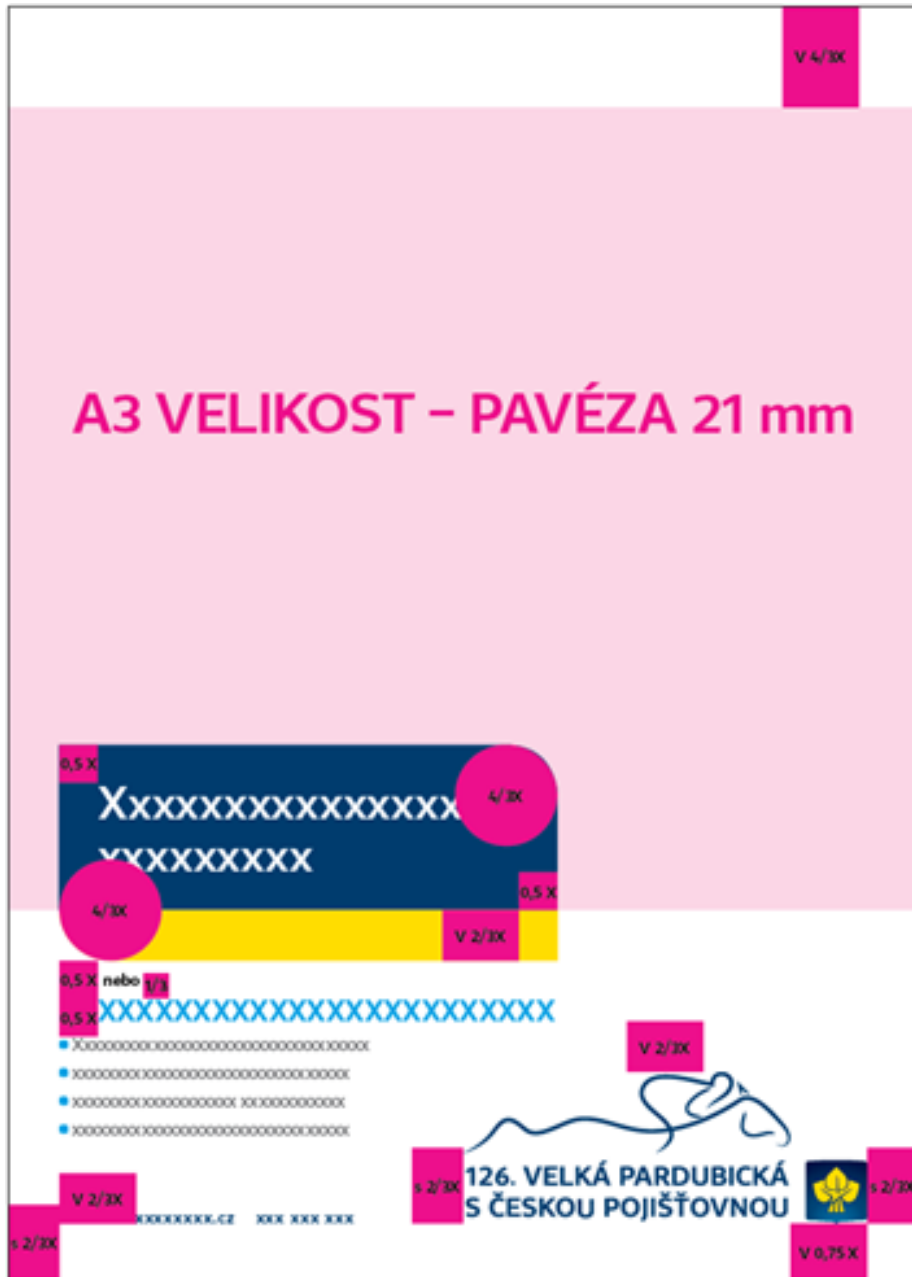 V 4/3X
A3 VELIKOST – PAVÉZA 21 mm
0,5 X
Xxxxxxxxxxxxxxxx
4/3X
xxxxxxxxx
0,5 X
4/3X
V 2/3X
0,5 X nebo 1/3
0,5 X XXXXXXXXXXXXXXXXXXXXXXXX
V 2/3X
s 2/3X 126. VELKÁ PARDUBICKÁ s 2/3X
S ČESKOU POJIŠŤOVNOU
V 2/3X
xxxxxxxx.cz xxx xxx xxx
s 2/3X
V 0,75 X